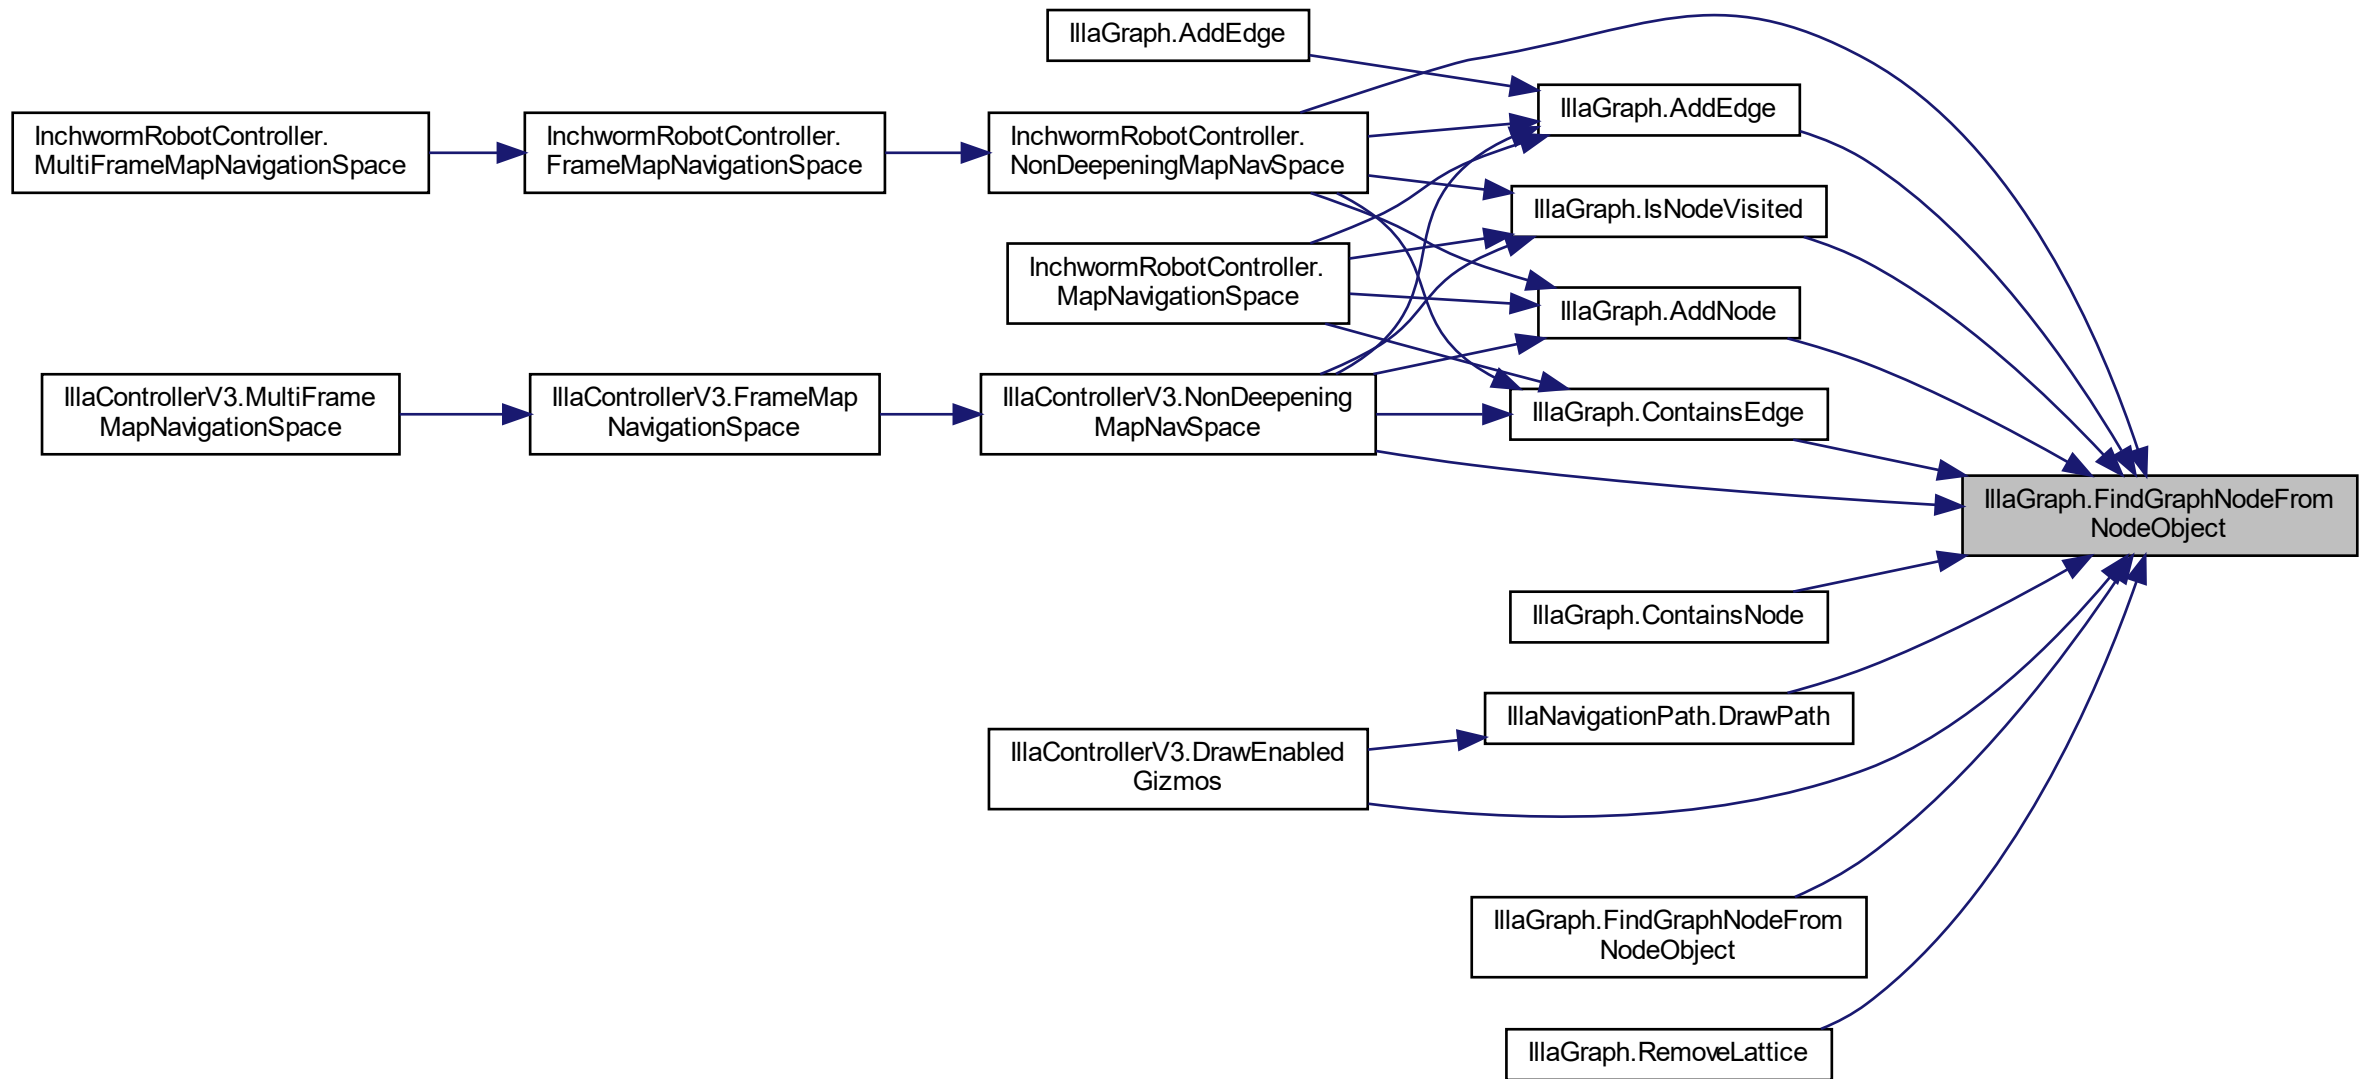 IllaGraph.AddEdge
IllaGraph.AddEdge
InchwormRobotController.
MultiFrameMapNavigationSpace
InchwormRobotController.
FrameMapNavigationSpace
InchwormRobotController.
NonDeepeningMapNavSpace
IllaGraph.IsNodeVisited
InchwormRobotController.
MapNavigationSpace
IllaGraph.AddNode
IllaControllerV3.MultiFrame
MapNavigationSpace
IllaControllerV3.FrameMap
NavigationSpace
IllaControllerV3.NonDeepening
MapNavSpace
IllaGraph.ContainsEdge
IllaGraph.FindGraphNodeFrom
NodeObject
IllaGraph.ContainsNode
IllaNavigationPath.DrawPath
IllaControllerV3.DrawEnabled
Gizmos
IllaGraph.FindGraphNodeFrom
NodeObject
IllaGraph.RemoveLattice